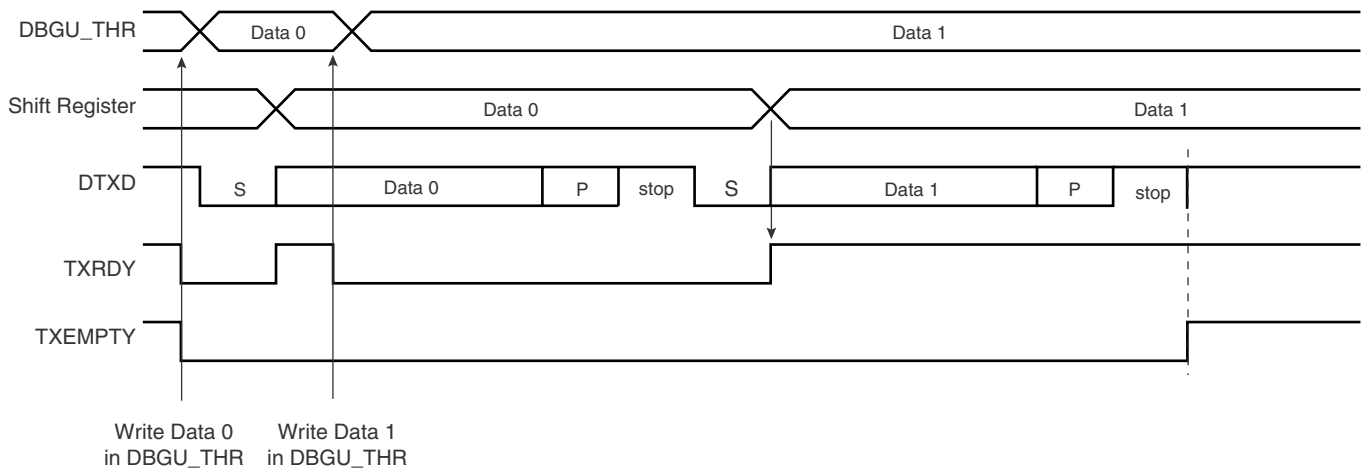 DBGU_THR
Data 0
Data 1
Shift Register
Data 0
Data 1
DTXD
S
Data 0
P
stop
S
Data 1
P
stop
TXRDY
TXEMPTY
Write Data 0
in DBGU_THR
Write Data 1
in DBGU_THR